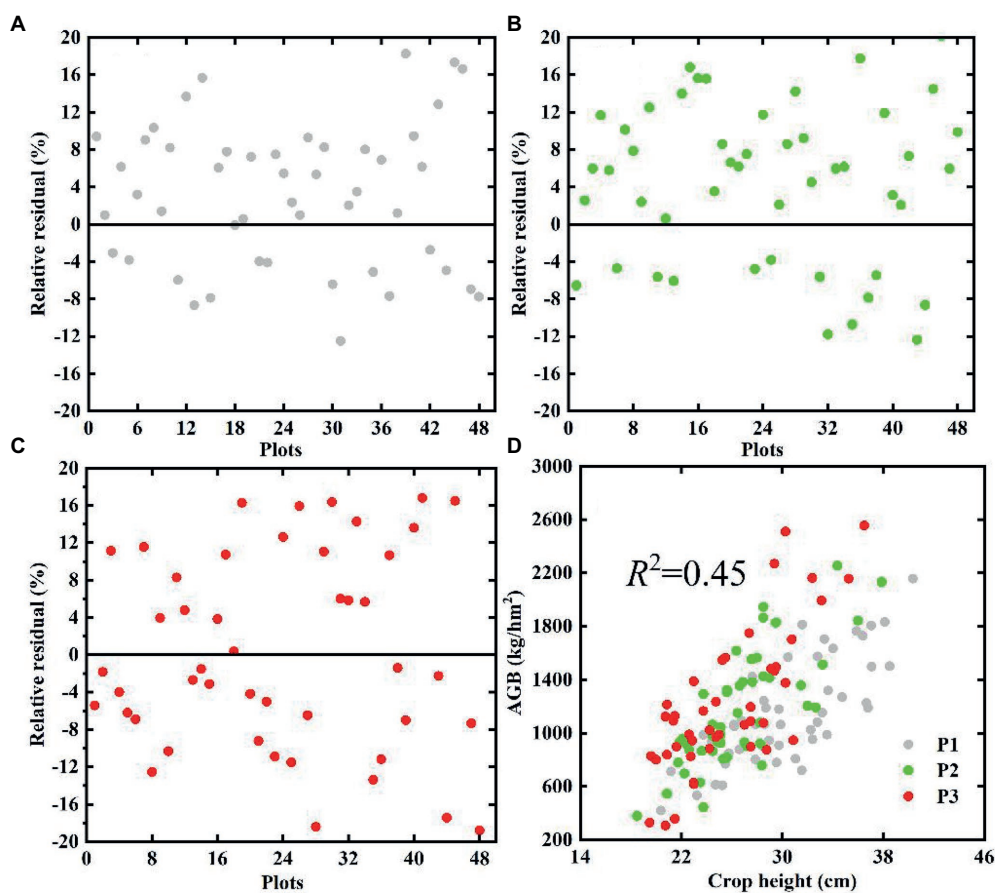 A
20
16
12
8
4
0
-4
-8
-12
-16
-20
Relative residual (%)
0 6 12 18 24 30 36 42 48
Plots
B
20
16
12
8
4
0
-4
-8
-12
-16
-20
Relative residual (%)
0 8 16 24 32 40 48
Plots
C
20
16
12
8
4
0
-4
-8
-12
-16
-20
Relative residual (%)
0 8 16 24 32 40 48
Plots
D
3000
2600
2200
1800
1400
1000
600
200
AGB (kg/hm²)
R²=0.45
P1
P2
P3
14 22 30 38 46
Crop height (cm)